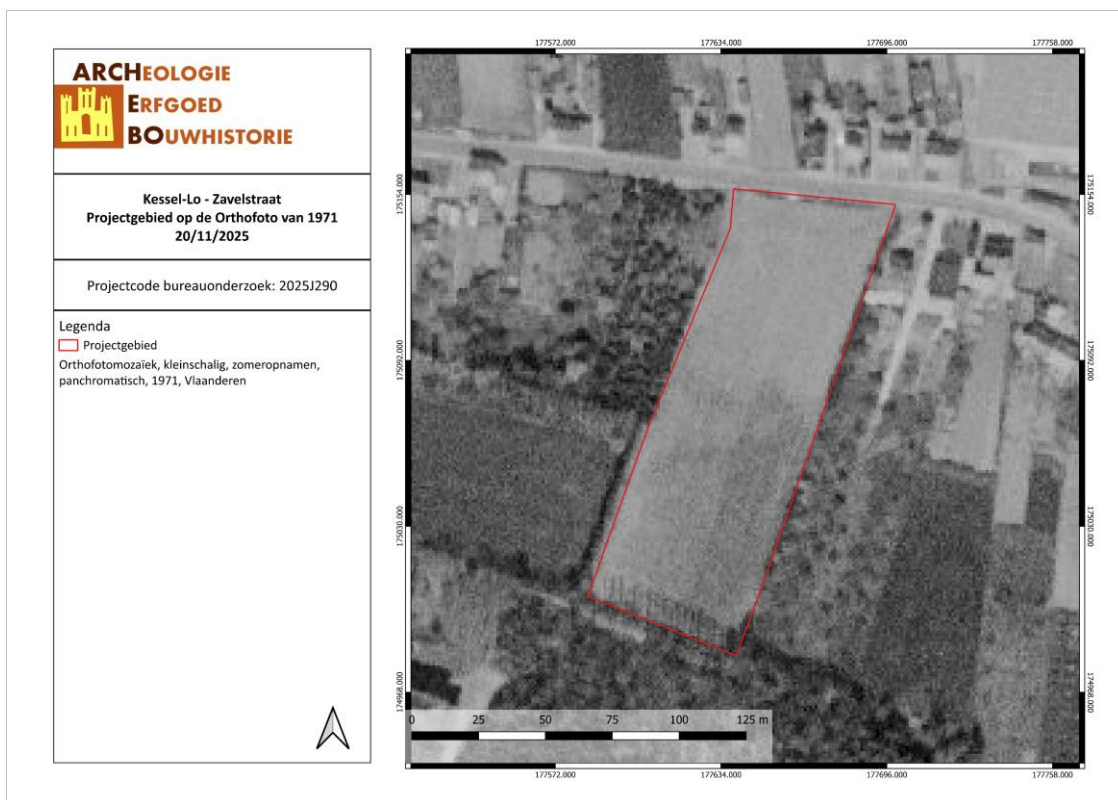 ARCHEOLOGIE
ERFGOED
BOUWHISTORIE
Kessel-Lo - Zavelstraat
Projectgebied op de Orthofoto van 1971
20/11/2025
Projectcode bureauonderzoek: 2025J290
Legenda
Projectgebied
Orthofotomozaïek, kleinschalig, zomeropnamen,
panchromatisch, 1971, Vlaanderen
177572.000 177634.000 177696.000 177758.000
175154.000 175154.000
175092.000 175092.000
175030.000 175030.000
174968.000 174968.000
0 25 50 75 100 125 m
177572.000 177634.000 177696.000 177758.000